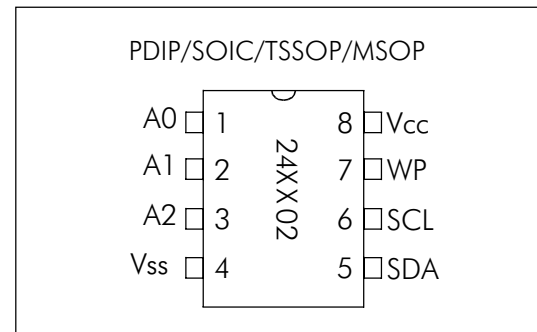 PDIP/SOIC/TSSOP/MSOP
A0 1 8 Vcc
A1 2 7 WP
A2 3 6 SCL
Vss 4 5 SDA
24XX02